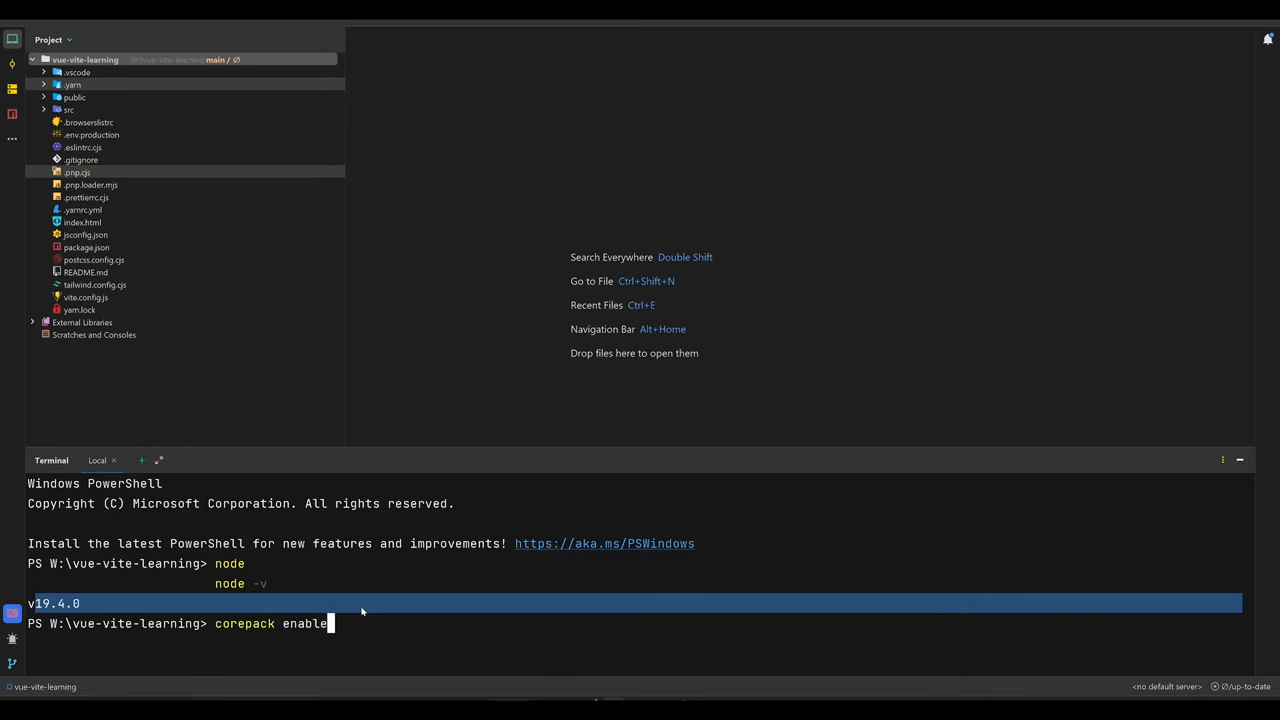 Project
vue-vite-learning W:\vue-vite-learning main / Ø
.vscode
.yarn
public
src
.browserslistrc
.env.production
.eslintrc.cjs
.gitignore
.pnp.cjs
.pnp.loader.mjs
.prettierrc.cjs
.yarnrc.yml
index.html
jsconfig.json
package.json
postcss.config.cjs
README.md
tailwind.config.cjs
vite.config.js
yarn.lock
External Libraries
Scratches and Consoles
Search Everywhere Double Shift
Go to File Ctrl+Shift+N
Recent Files Ctrl+E
Navigation Bar Alt+Home
Drop files here to open them
Terminal Local
Windows PowerShell
Copyright (C) Microsoft Corporation. All rights reserved.
Install the latest PowerShell for new features and improvements! https://aka.ms/PSWindows
PS W:\vue-vite-learning> node
node -v
v19.4.0
PS W:\vue-vite-learning> corepack enable
vue-vite-learning
<no default server> Ø/up-to-date